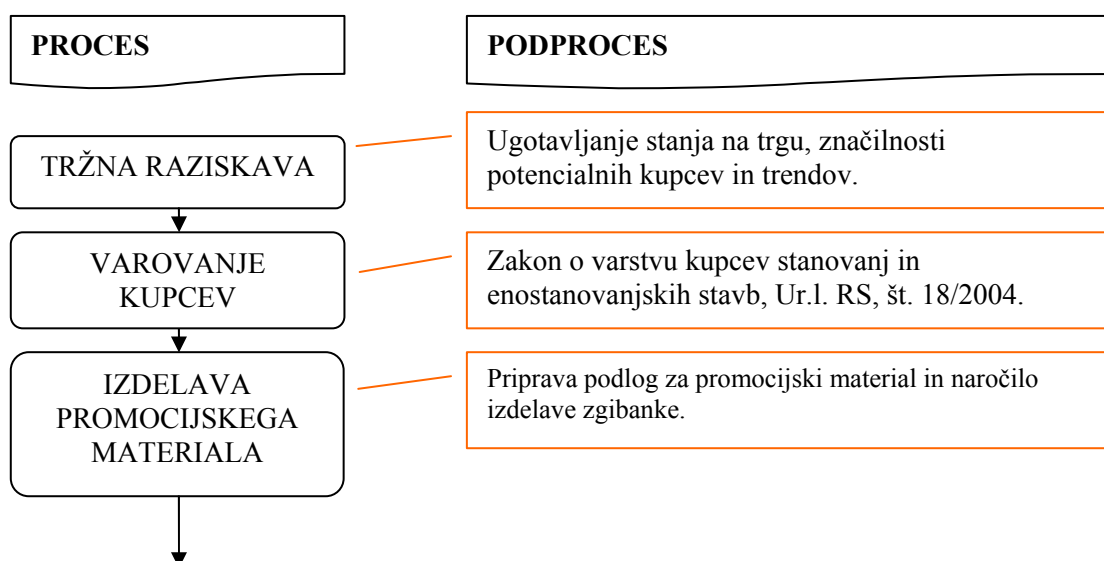 PROCES
PODPROCES
TRŽNA RAZISKAVA
Ugotavljanje stanja na trgu, značilnosti
potencialnih kupcev in trendov.
VAROVANJE
KUPCEV
Zakon o varstvu kupcev stanovanj in
enostanovanjskih stavb, Ur.l. RS, št. 18/2004.
IZDELAVA
PROMOCIJSKEGA
MATERIALA
Priprava podlog za promocijski material in naročilo
izdelave zgibanke.